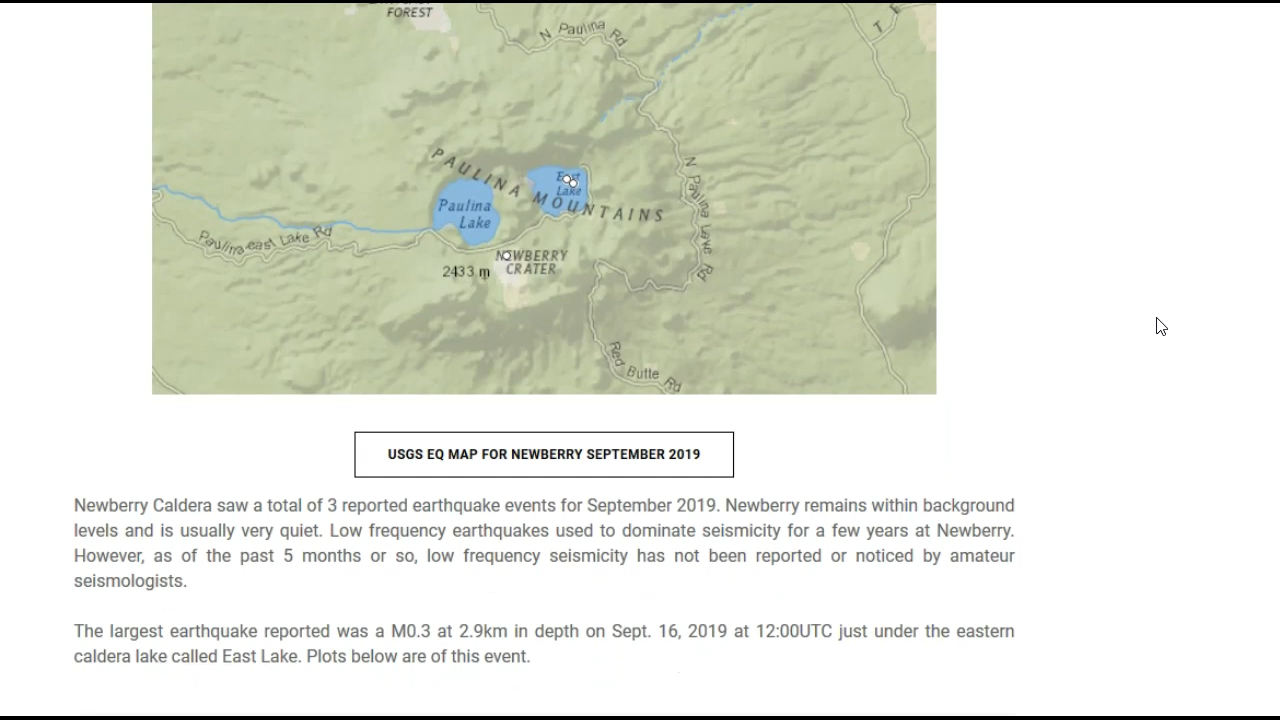 FOREST
N Paulina Rd
T E
PAULINA MOUNTAINS
East
Lake
Paulina
Lake
N Paulina Lake Rd
Paulina-east Lake Rd
NEWBERRY
CRATER
2433 m
Red Butte Rd
USGS EQ MAP FOR NEWBERRY SEPTEMBER 2019
Newberry Caldera saw a total of 3 reported earthquake events for September 2019. Newberry remains within background
levels and is usually very quiet. Low frequency earthquakes used to dominate seismicity for a few years at Newberry.
However, as of the past 5 months or so, low frequency seismicity has not been reported or noticed by amateur
seismologists.
The largest earthquake reported was a M0.3 at 2.9km in depth on Sept. 16, 2019 at 12:00UTC just under the eastern
caldera lake called East Lake. Plots below are of this event.